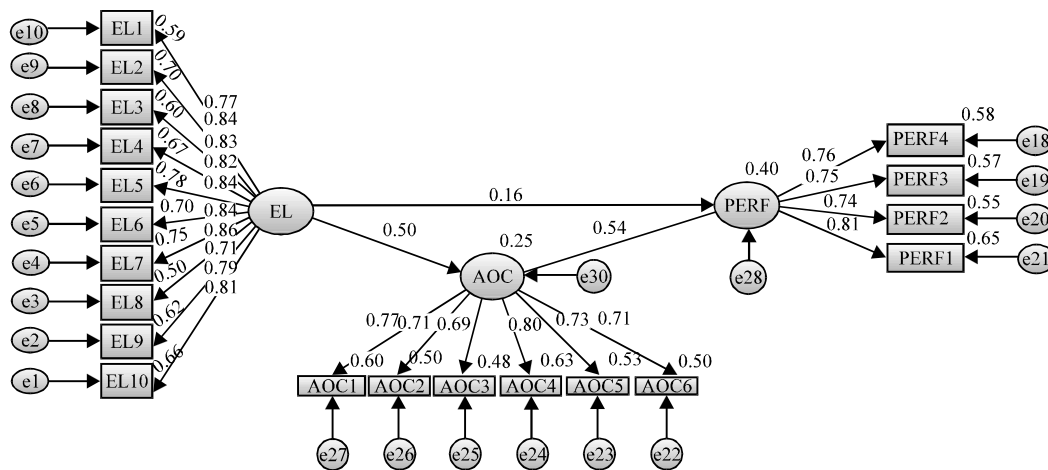 e10 EL1 0.59
e9 EL2 0.70
e8 EL3 0.60
e7 EL4 0.67
e6 EL5 0.78
e5 EL6 0.70
e4 EL7 0.75
e3 EL8 0.50
e2 EL9 0.62
e1 EL10 0.66
0.77
0.84
0.83
0.82
0.84
0.84
0.86
0.71
0.79
0.81
EL
0.16
0.50
0.25
0.54
AOC
e30
0.40
PERF
e28
0.76
0.75
0.74
0.81
0.58
PERF4 e18
0.57
PERF3 e19
0.55
PERF2 e20
0.65
PERF1 e21
0.77 0.71 0.69 0.80 0.73 0.71
0.60 0.50 0.48 0.63 0.53 0.50
AOC1 AOC2 AOC3 AOC4 AOC5 AOC6
e27 e26 e25 e24 e23 e22